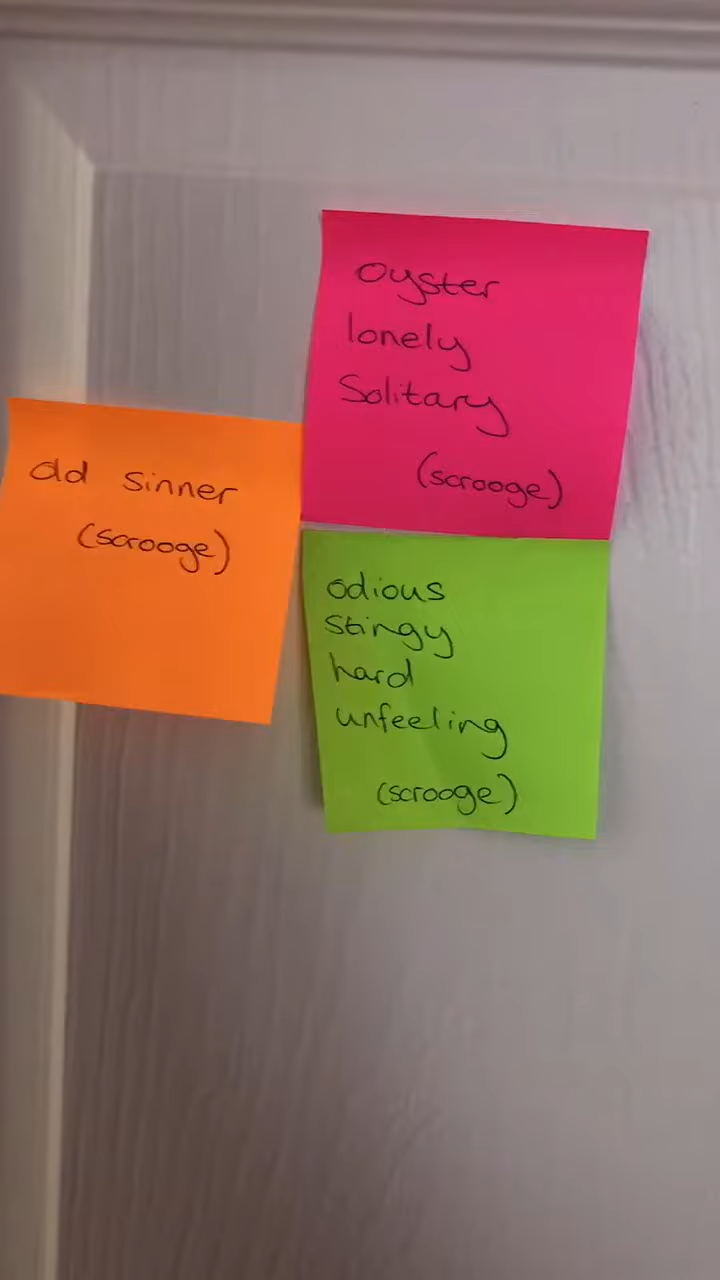 oyster
lonely
Solitary
(scrooge)
old sinner
(scrooge)
odious
stingy
hard
unfeeling
(scrooge)